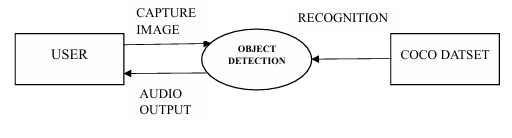 CAPTURE
IMAGE
RECOGNITION
USER
OBJECT
DETECTION
COCO DATSET
AUDIO
OUTPUT